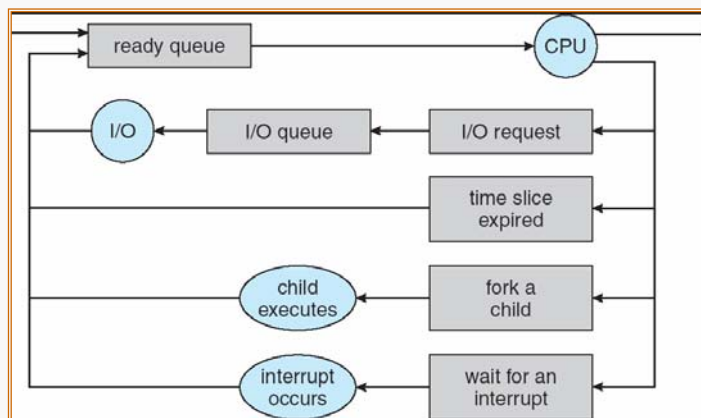 ready queue
CPU
I/O
I/O queue
I/O request
time slice
expired
child
executes
fork a
child
interrupt
occurs
wait for an
interrupt